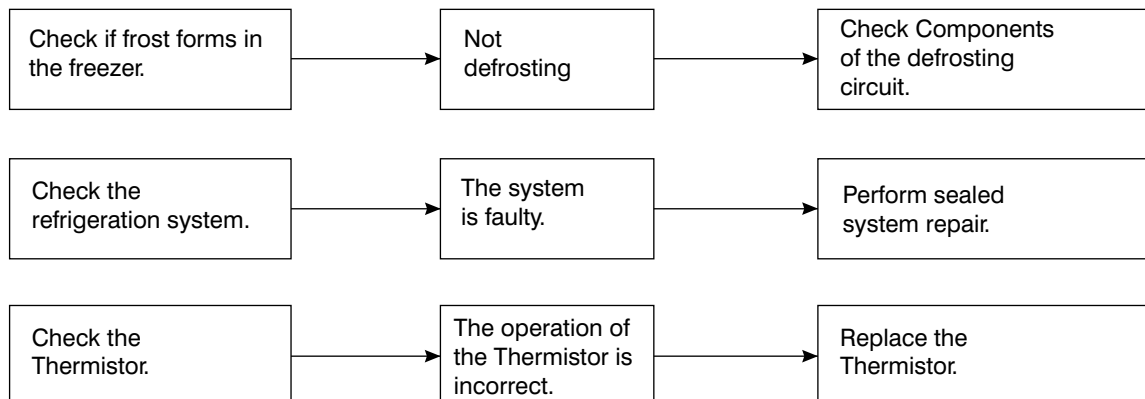 Check if frost forms in
the freezer.
Not
defrosting
Check Components
of the defrosting
circuit.
Check the
refrigeration system.
The system
is faulty.
Perform sealed
system repair.
Check the
Thermistor.
The operation of
the Thermistor is
incorrect.
Replace the
Thermistor.